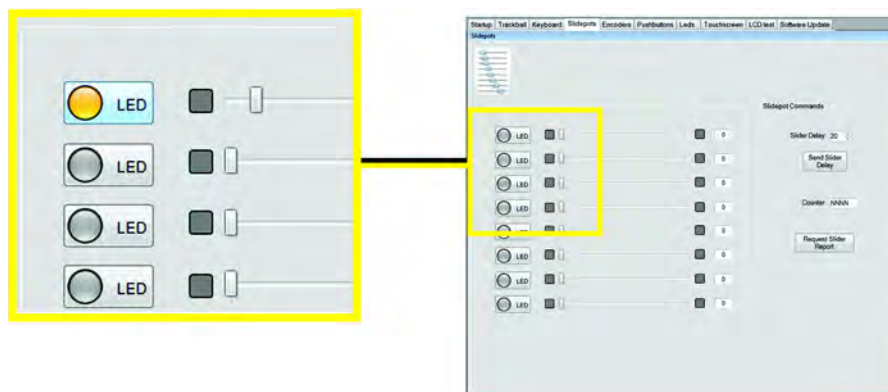 LED
LED
LED
LED
Startup Trackball Keyboard Slidepots Encoders Pushbuttons Leds Touchscreen LCD test Software Update
Slidepots
Slidepot Commands
LED 0
LED 0
LED 0
LED 0
LED 0
LED 0
LED 0
LED 0
Slider Delay: 20
Send Slider
Delay
Counter: NNNN
Request Slider
Report